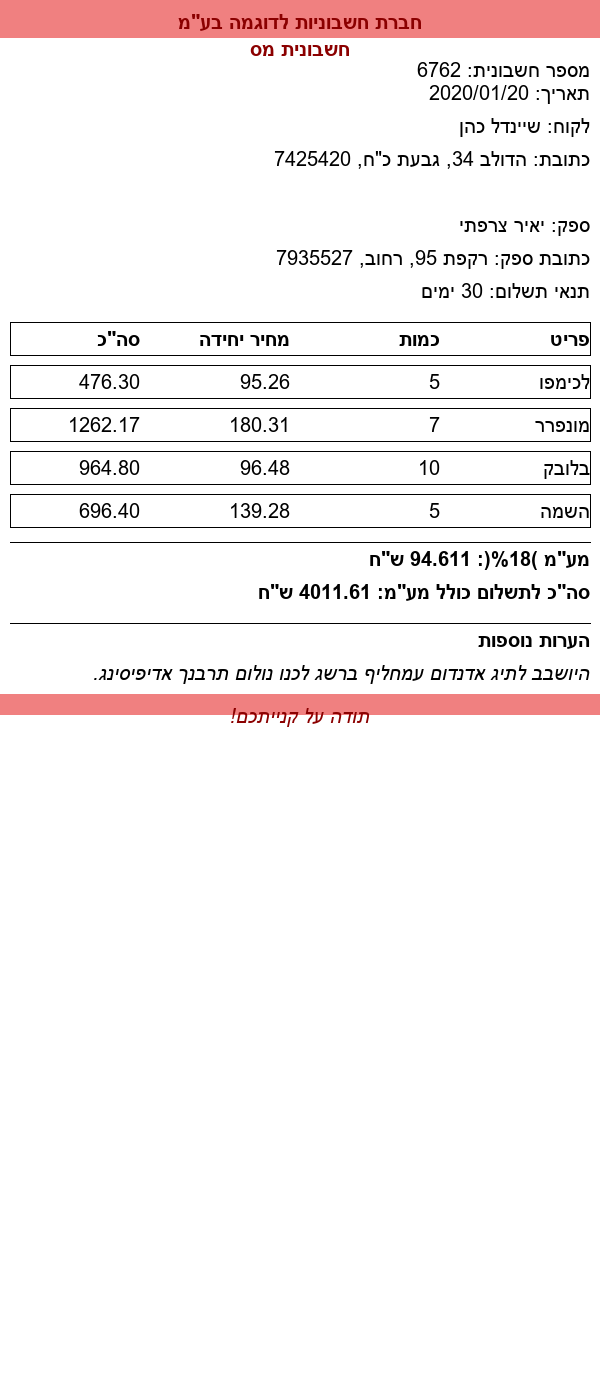 חברת חשבוניות לדוגמה בע"מ
חשבונית מס
מספר חשבונית: 6762
תאריך: 2020/01/20
לקוח: שיינדל כהן
כתובת: הדולב 34, גבעת כ"ח, 7425420
ספק: יאיר צרפתי
כתובת ספק: רקפת 95, רחוב, 7935527
תנאי תשלום: 30 ימים
פריט כמות מחיר יחידה סה"כ
לכימפו 5 95.26 476.30
מונפרר 7 180.31 1262.17
בלובק 10 96.48 964.80
השמה 5 139.28 696.40
מע"מ (18%): 94.611 ש"ח
סה"כ לתשלום כולל מע"מ: 4011.61 ש"ח
הערות נוספות
היושבב לתיג אדנדום עמחליף ברשג לכנו נולום תרבנך אדיפיסינג.
תודה על קנייתכם!